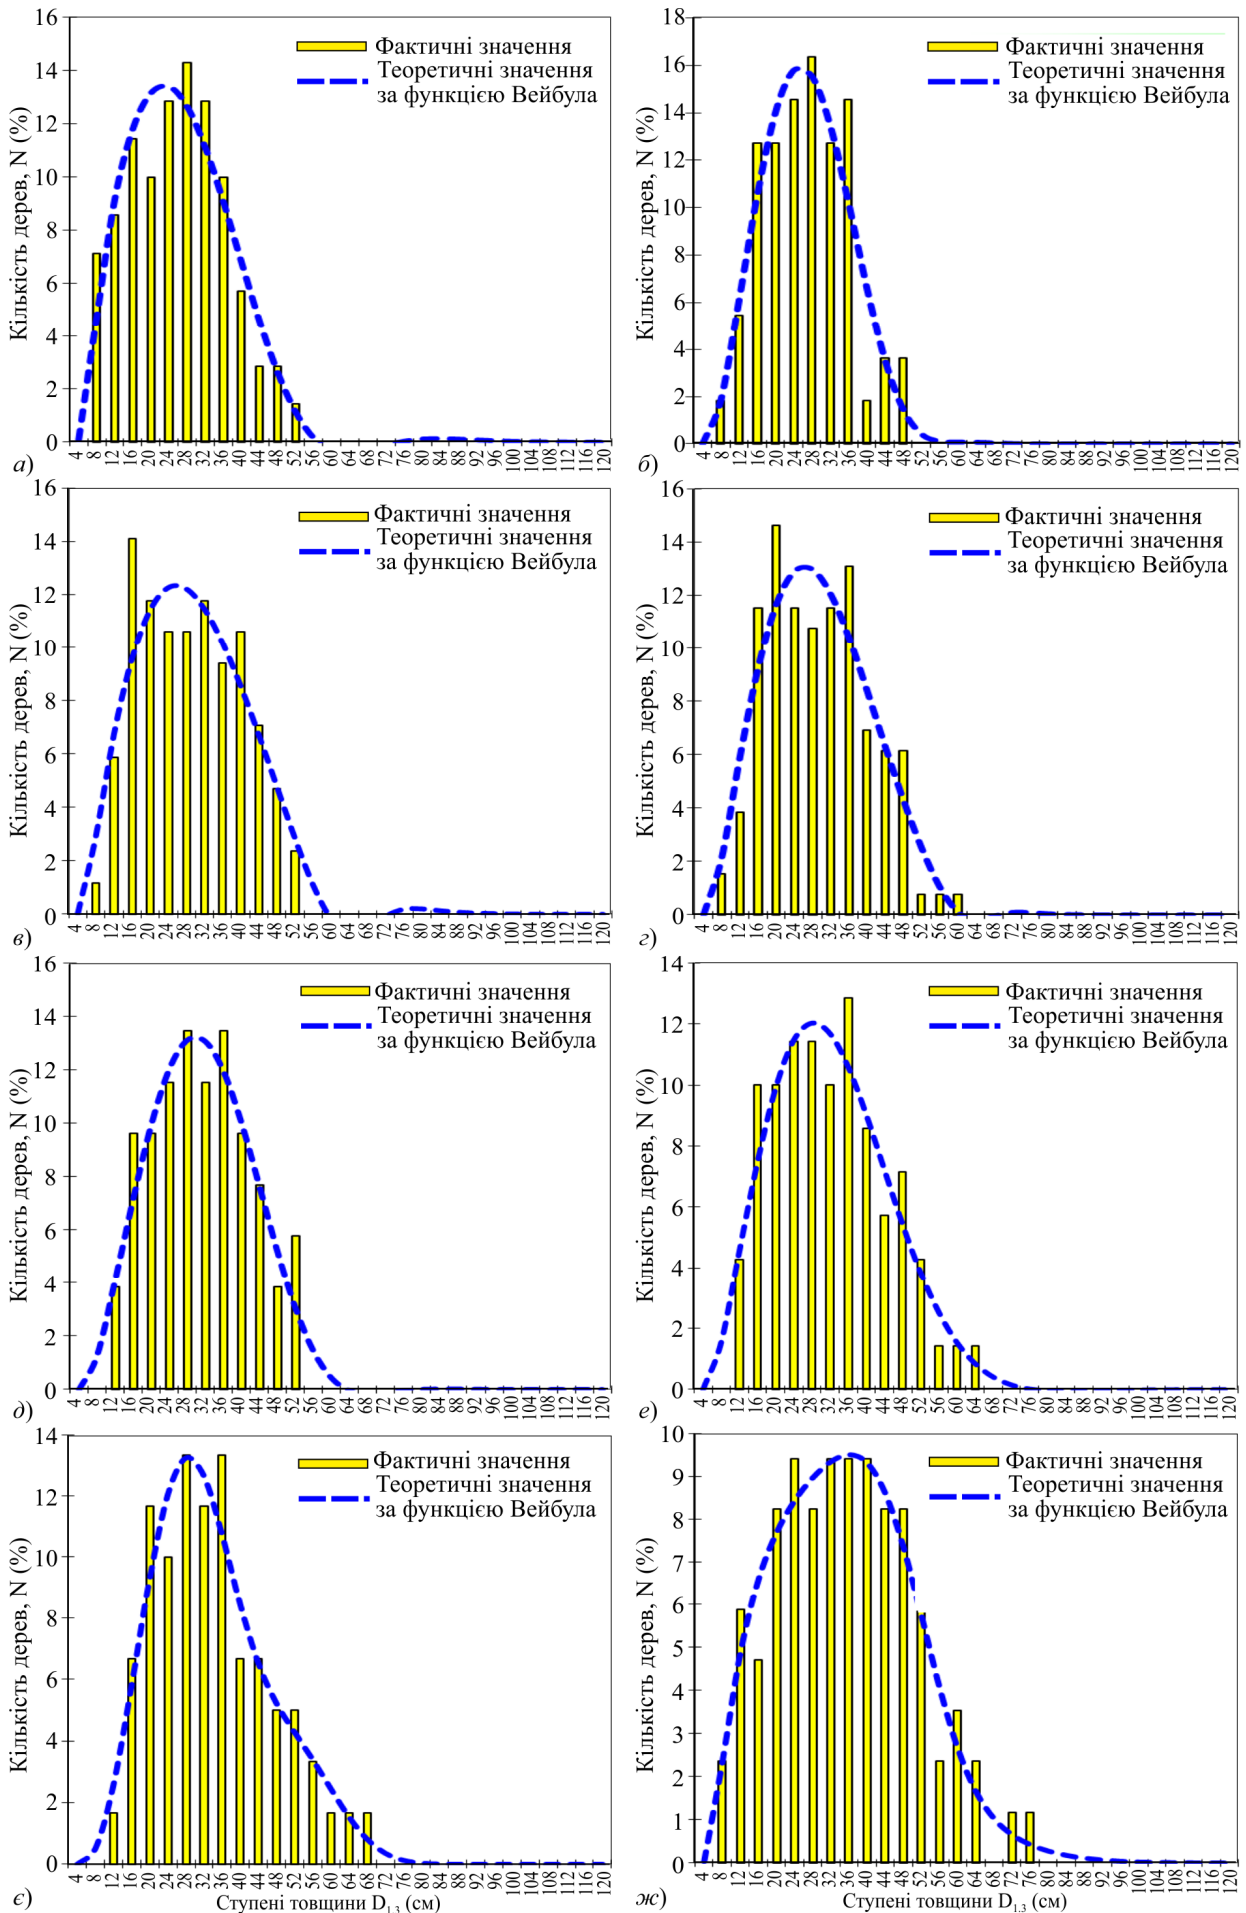 16
14
12
10
8
6
4
2
0
Кількість дерев, N (%)
Фактичні значення
Теоретичні значення
за функцією Вейбула
4 8 12 16 20 24 28 32 36 40 44 48 52 56 60 64 68 72 76 80 84 88 92 96 100 104 108 112 116 120
а)
18
16
14
12
10
8
6
4
2
0
Кількість дерев, N (%)
Фактичні значення
Теоретичні значення
за функцією Вейбула
4 8 12 16 20 24 28 32 36 40 44 48 52 56 60 64 68 72 76 80 84 88 92 96 100 104 108 112 116 120
б)
16
14
12
10
8
6
4
2
0
Кількість дерев, N (%)
Фактичні значення
Теоретичні значення
за функцією Вейбула
4 8 12 16 20 24 28 32 36 40 44 48 52 56 60 64 68 72 76 80 84 88 92 96 100 104 108 112 116 120
в)
16
14
12
10
8
6
4
2
0
Кількість дерев, N (%)
Фактичні значення
Теоретичні значення
за функцією Вейбула
4 8 12 16 20 24 28 32 36 40 44 48 52 56 60 64 68 72 76 80 84 88 92 96 100 104 108 112 116 120
г)
16
14
12
10
8
6
4
2
0
Кількість дерев, N (%)
Фактичні значення
Теоретичні значення
за функцією Вейбула
4 8 12 16 20 24 28 32 36 40 44 48 52 56 60 64 68 72 76 80 84 88 92 96 100 104 108 112 116 120
д)
14
12
10
8
6
4
2
0
Кількість дерев, N (%)
Фактичні значення
Теоретичні значення
за функцією Вейбула
4 8 12 16 20 24 28 32 36 40 44 48 52 56 60 64 68 72 76 80 84 88 92 96 100 104 108 112 116 120
е)
14
12
10
8
6
4
2
0
Кількість дерев, N (%)
Фактичні значення
Теоретичні значення
за функцією Вейбула
4 8 12 16 20 24 28 32 36 40 44 48 52 56 60 64 68 72 76 80 84 88 92 96 100 104 108 112 116 120
є)
Ступені товщини D1.3 (см)
10
9
8
7
6
5
4
3
2
1
0
Кількість дерев, N (%)
Фактичні значення
Теоретичні значення
за функцією Вейбула
4 8 12 16 20 24 28 32 36 40 44 48 52 56 60 64 68 72 76 80 84 88 92 96 100 104 108 112 116 120
ж)
Ступені товщини D1.3 (см)